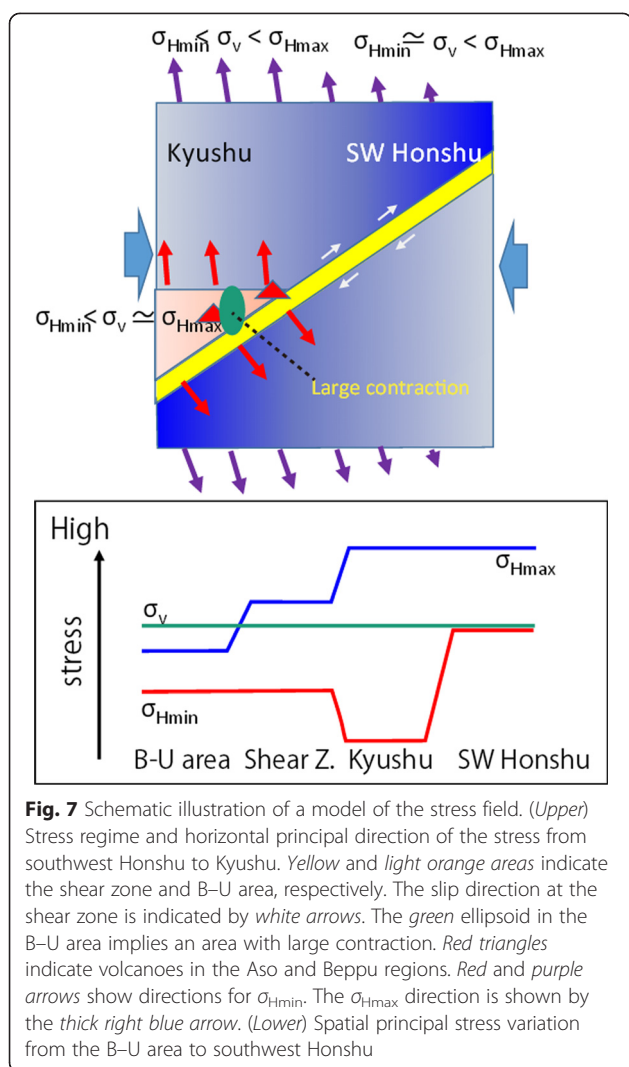 σHmin≤ σv < σHmax
σHmin ≃ σv < σHmax
Kyushu
SW Honshu
σHmin< σv ≃ σHmax
Large contraction
High
σHmax
σv
stress
σHmin
B-U area
Shear Z.
Kyushu
SW Honshu
Fig. 7 Schematic illustration of a model of the stress field. (Upper)
Stress regime and horizontal principal direction of the stress from
southwest Honshu to Kyushu. Yellow and light orange areas indicate
the shear zone and B–U area, respectively. The slip direction at the
shear zone is indicated by white arrows. The green ellipsoid in the
B–U area implies an area with large contraction. Red triangles
indicate volcanoes in the Aso and Beppu regions. Red and purple
arrows show directions for σHmin. The σHmax direction is shown by
the thick right blue arrow. (Lower) Spatial principal stress variation
from the B–U area to southwest Honshu